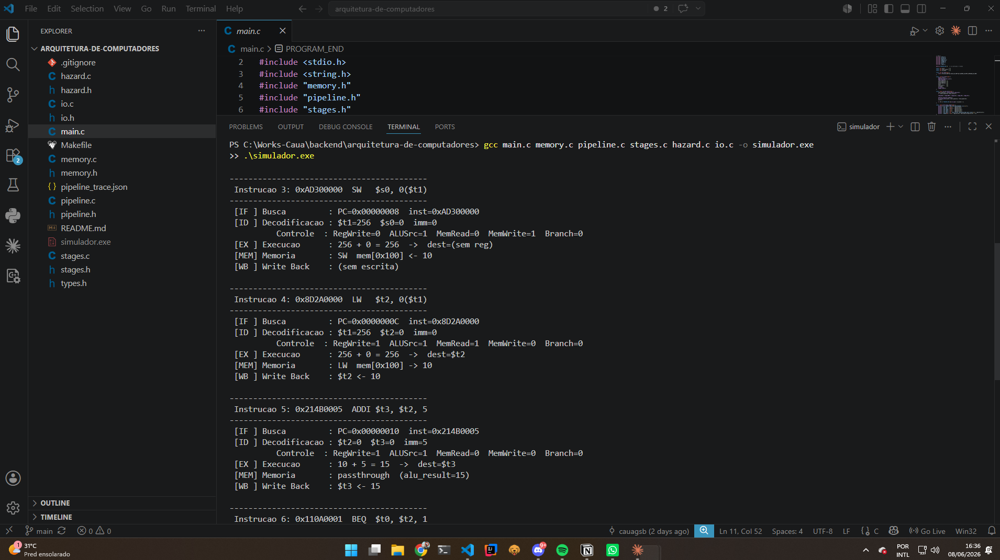 File Edit Selection View Go Run Terminal Help
arquitetura-de-computadores
2
EXPLORER
ARQUITETURA-DE-COMPUTADORES
.gitignore
hazard.c
hazard.h
io.c
io.h
main.c
Makefile
memory.c
memory.h
pipeline_trace.json
pipeline.c
pipeline.h
README.md
simulador.exe
stages.c
stages.h
types.h
OUTLINE
TIMELINE
2
main.c
main.c > PROGRAM_END
2 #include <stdio.h>
3 #include <string.h>
4 #include "memory.h"
5 #include "pipeline.h"
6 #include "stages.h"
PROBLEMS OUTPUT DEBUG CONSOLE TERMINAL PORTS
simulador
PS C:\Works-Caua\backend\arquitetura-de-computadores> gcc main.c memory.c pipeline.c stages.c hazard.c io.c -o simulador.exe
>> .\simulador.exe
------------------------------------------
Instrucao 3: 0xAD300000 SW $s0, 0($t1)
------------------------------------------
[IF ] Busca : PC=0x00000008 inst=0xAD300000
[ID ] Decodificacao : $t1=256 $s0=0 imm=0
Controle : RegWrite=0 ALUSrc=1 MemRead=0 MemWrite=1 Branch=0
[EX ] Execucao : 256 + 0 = 256 -> dest=(sem reg)
[MEM] Memoria : SW mem[0x100] <- 10
[WB ] Write Back : (sem escrita)
------------------------------------------
Instrucao 4: 0x8D2A0000 LW $t2, 0($t1)
------------------------------------------
[IF ] Busca : PC=0x0000000C inst=0x8D2A0000
[ID ] Decodificacao : $t1=256 $t2=0 imm=0
Controle : RegWrite=1 ALUSrc=1 MemRead=1 MemWrite=0 Branch=0
[EX ] Execucao : 256 + 0 = 256 -> dest=$t2
[MEM] Memoria : LW mem[0x100] -> 10
[WB ] Write Back : $t2 <- 10
------------------------------------------
Instrucao 5: 0x214B0005 ADDI $t3, $t2, 5
------------------------------------------
[IF ] Busca : PC=0x00000010 inst=0x214B0005
[ID ] Decodificacao : $t2=0 $t3=0 imm=5
Controle : RegWrite=1 ALUSrc=1 MemRead=0 MemWrite=0 Branch=0
[EX ] Execucao : 10 + 5 = 15 -> dest=$t3
[MEM] Memoria : passthrough (alu_result=15)
[WB ] Write Back : $t3 <- 15
------------------------------------------
Instrucao 6: 0x110A0001 BEQ $t0, $t2, 1
main 0 0 cauagsb (2 days ago) Ln 11, Col 52 Spaces: 4 UTF-8 LF {} C Go Live Win32
1
31°C
Pred ensolarado
9+
POR
INTL
16:36
08/06/2026